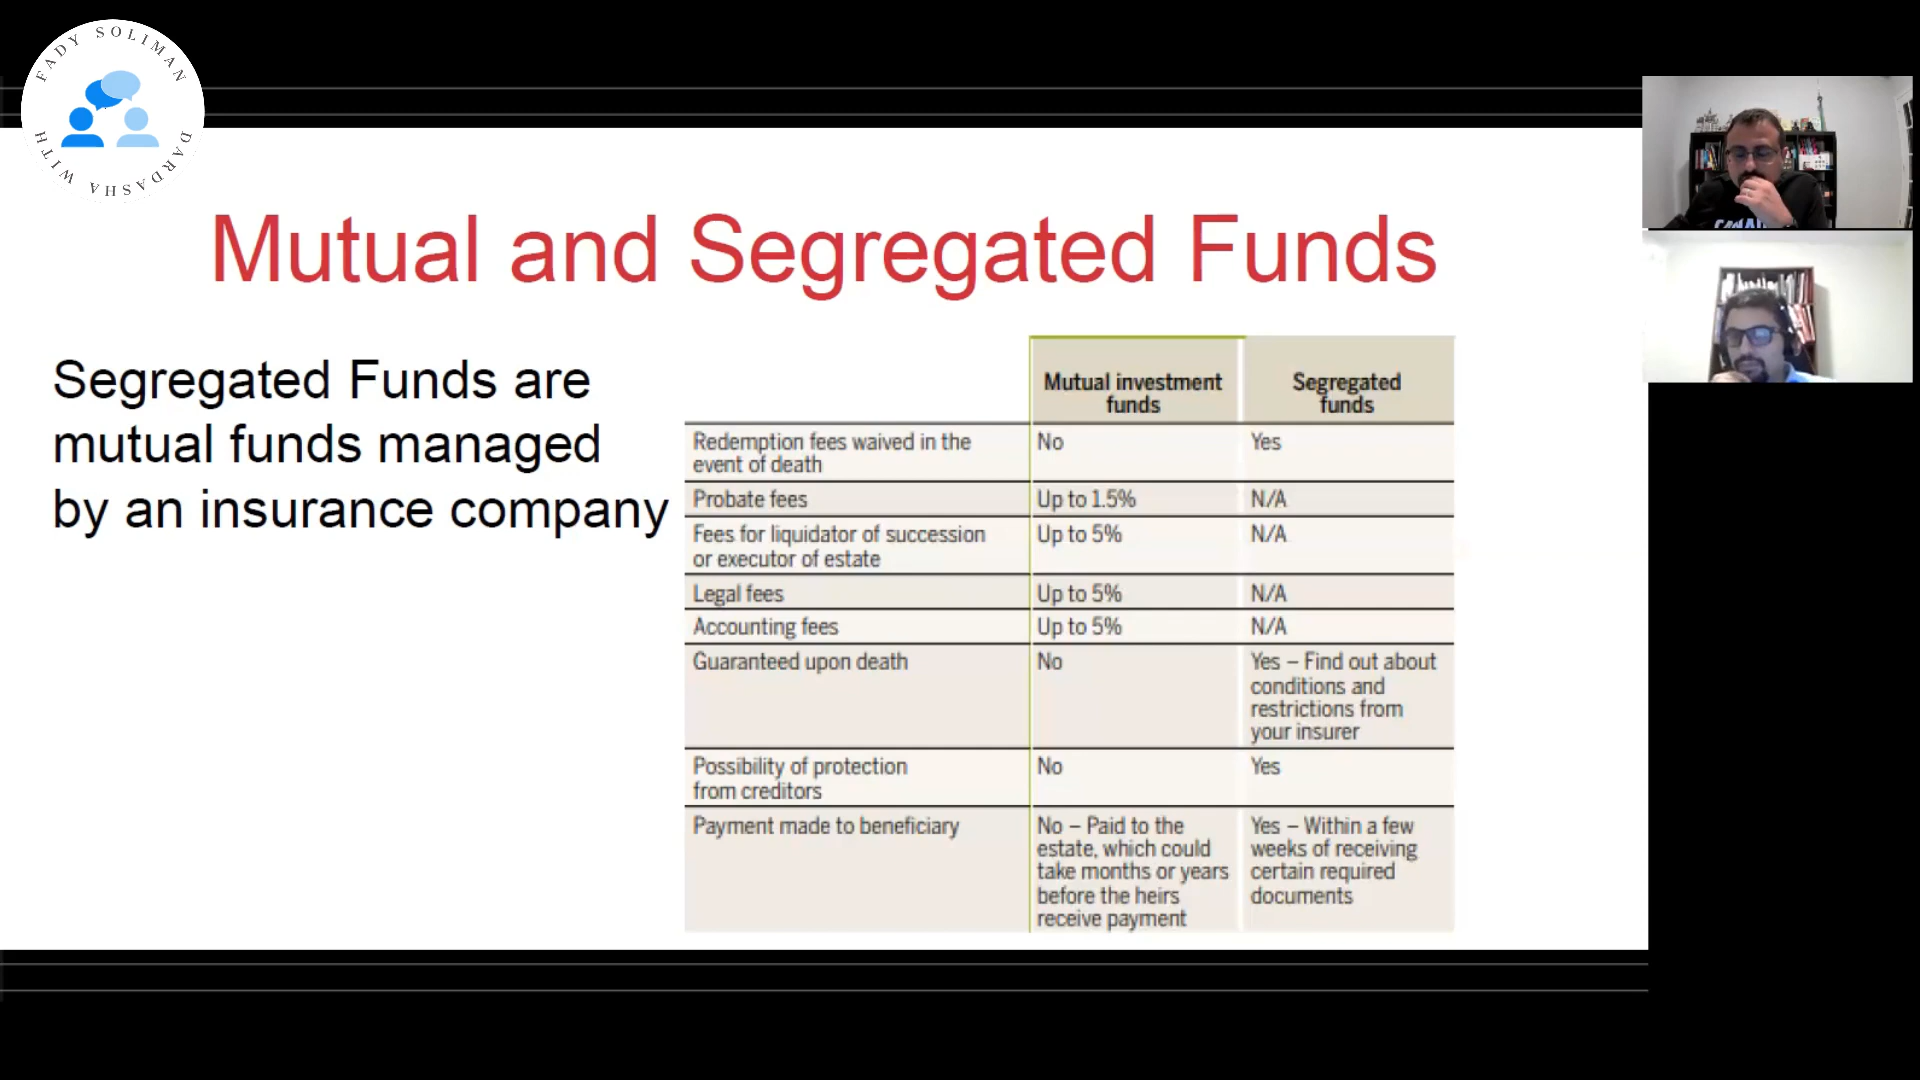 FADY SOLIMAN
DARDASHA WITH
Mutual and Segregated Funds
Segregated Funds are
mutual funds managed
by an insurance company
Mutual investment
funds
Segregated
funds
Redemption fees waived in the
event of death
No
Yes
Probate fees
Up to 1.5%
N/A
Fees for liquidator of succession
or executor of estate
Up to 5%
N/A
Legal fees
Up to 5%
N/A
Accounting fees
Up to 5%
N/A
Guaranteed upon death
No
Yes – Find out about
conditions and
restrictions from
your insurer
Possibility of protection
from creditors
No
Yes
Payment made to beneficiary
No – Paid to the
estate, which could
take months or years
before the heirs
receive payment
Yes – Within a few
weeks of receiving
certain required
documents